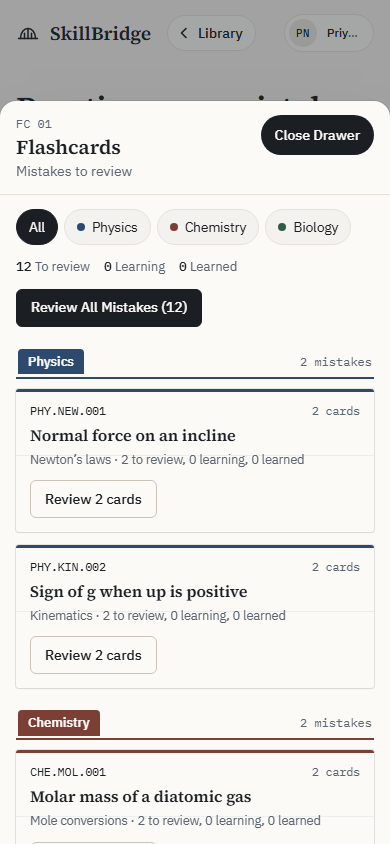 SkillBridge
Library
PN
Priy...
FC 01
Flashcards
Close Drawer
Mistakes to review
All
Physics
Chemistry
Biology
12 To review 0 Learning 0 Learned
Review All Mistakes (12)
Physics
2 mistakes
PHY.NEW.001
2 cards
Normal force on an incline
Newton's laws · 2 to review, 0 learning, 0 learned
Review 2 cards
PHY.KIN.002
2 cards
Sign of g when up is positive
Kinematics · 2 to review, 0 learning, 0 learned
Review 2 cards
Chemistry
2 mistakes
CHE.MOL.001
2 cards
Molar mass of a diatomic gas
Mole conversions · 2 to review, 0 learning, 0 learned